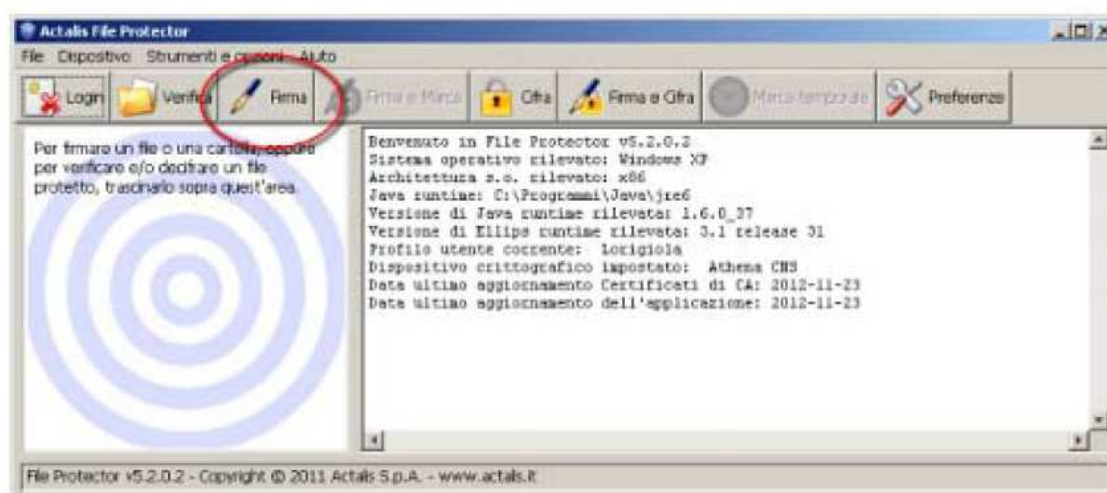 Actalis File Protector
File Dispositivo Strumenti e opzioni Aiuto
Login Verifica Firma Firma e Marca Cifra Firma e Cifra Marca temporale Preferenze
Per firmare un file o una cartella, oppure
per verificare e/o decifrare un file
protetto, trascinarlo sopra quest'area.
Benvenuto in File Protector v5.2.0.2
Sistema operativo rilevato: Windows XP
Architettura s.o. rilevato: x86
Java runtime: C:\Programmi\Java\jre6
Versione di Java runtime rilevata: 1.6.0_37
Versione di Ellips runtime rilevata: 3.1 release 31
Profilo utente corrente: Lorigiola
Dispositivo crittografico impostato: Athena CNS
Data ultimo aggiornamento Certificati di CA: 2012-11-23
Data ultimo aggiornamento dell'applicazione: 2012-11-23
File Protector v5.2.0.2 - Copyright © 2011 Actalis S.p.A. - www.actalis.it